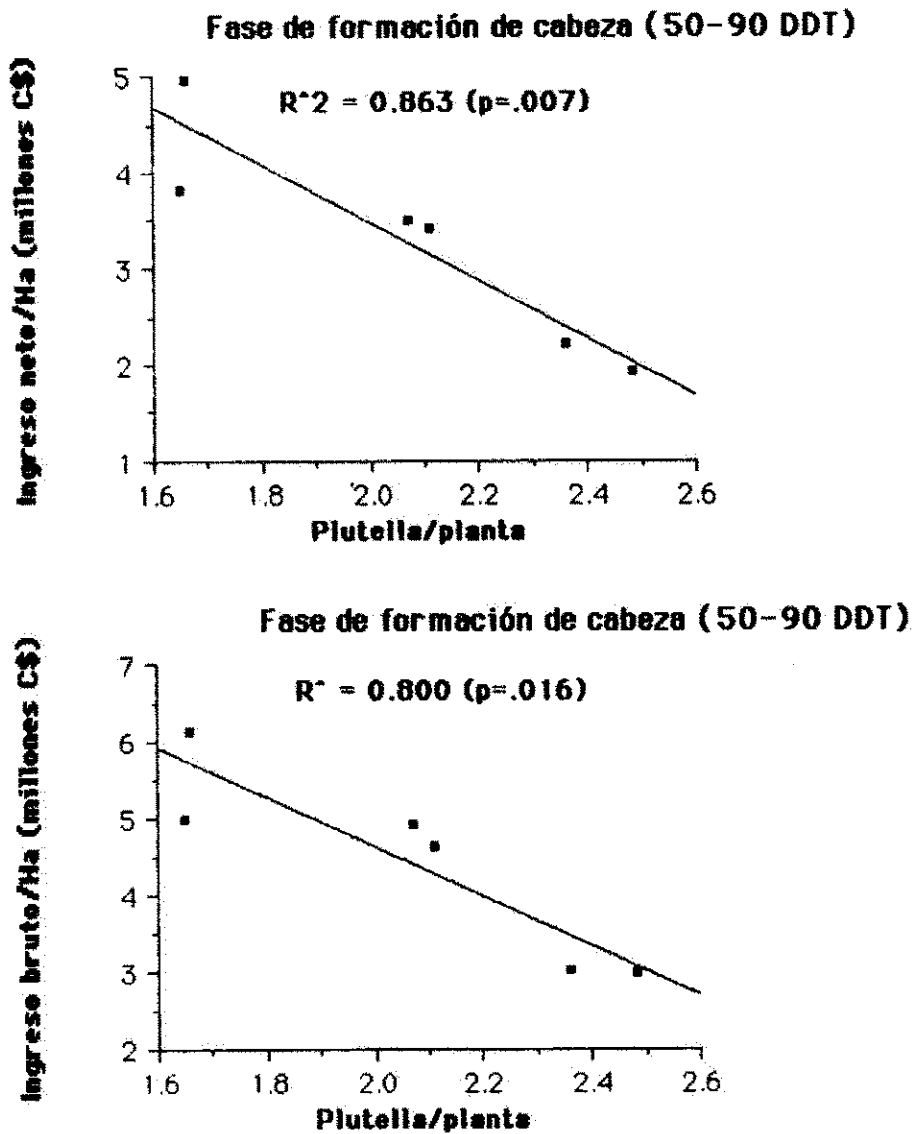 Fase de formación de cabeza (50-90 DDT)
Ingreso neto/Ha (millones C$)
R^2 = 0.863 (p=.007)
5
4
3
2
1
1.6 1.8 2.0 2.2 2.4 2.6
Plutella/planta
Fase de formación de cabeza (50-90 DDT)
Ingreso bruto/Ha (millones C$)
R^ = 0.800 (p=.016)
7
6
5
4
3
2
1.6 1.8 2.0 2.2 2.4 2.6
Plutella/planta